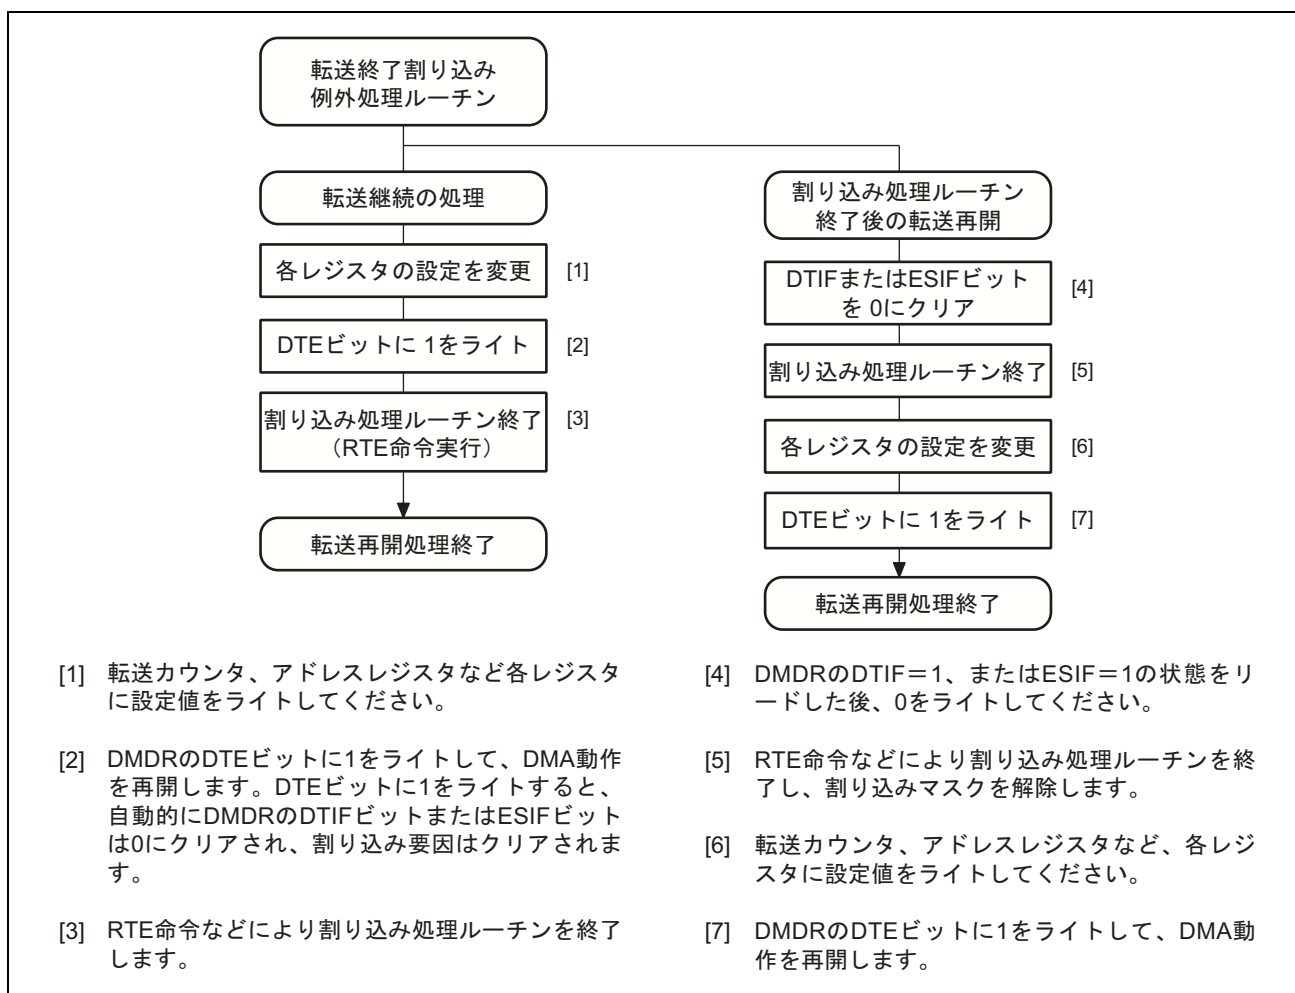 転送終了割り込み
例外処理ルーチン
転送継続の処理
各レジスタの設定を変更 [1]
DTEビットに 1をライト [2]
割り込み処理ルーチン終了 [3]
（RTE命令実行）
転送再開処理終了
割り込み処理ルーチン
終了後の転送再開
DTIFまたはESIFビット
を 0にクリア [4]
割り込み処理ルーチン終了 [5]
各レジスタの設定を変更 [6]
DTEビットに 1をライト [7]
転送再開処理終了
[1] 転送カウンタ、アドレスレジスタなど各レジスタ
に設定値をライトしてください。
[2] DMDRのDTEビットに1をライトして、DMA動作
を再開します。DTEビットに1をライトすると、
自動的にDMDRのDTIFビットまたはESIFビット
は0にクリアされ、割り込み要因はクリアされま
す。
[3] RTE命令などにより割り込み処理ルーチンを終了
します。
[4] DMDRのDTIF＝1、またはESIF＝1の状態をリ
ードした後、0をライトしてください。
[5] RTE命令などにより割り込み処理ルーチンを終
了し、割り込みマスクを解除します。
[6] 転送カウンタ、アドレスレジスタなど、各レジ
スタに設定値をライトしてください。
[7] DMDRのDTEビットに1をライトして、DMA動
作を再開します。